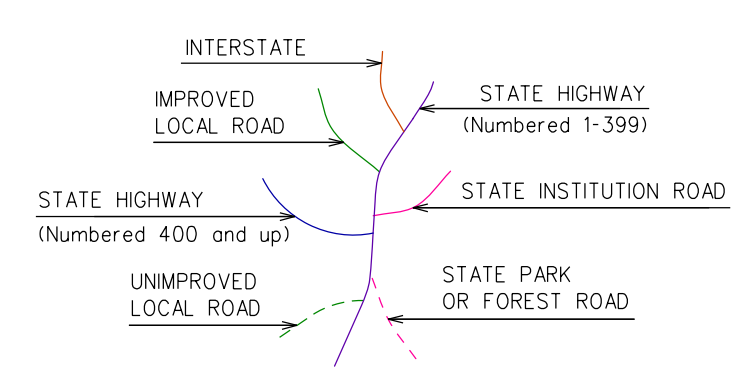 INTERSTATE
STATE HIGHWAY
(Numbered 1-399)
IMPROVED
LOCAL ROAD
STATE INSTITUTION ROAD
STATE HIGHWAY
(Numbered 400 and up)
STATE PARK
OR FOREST ROAD
UNIMPROVED
LOCAL ROAD